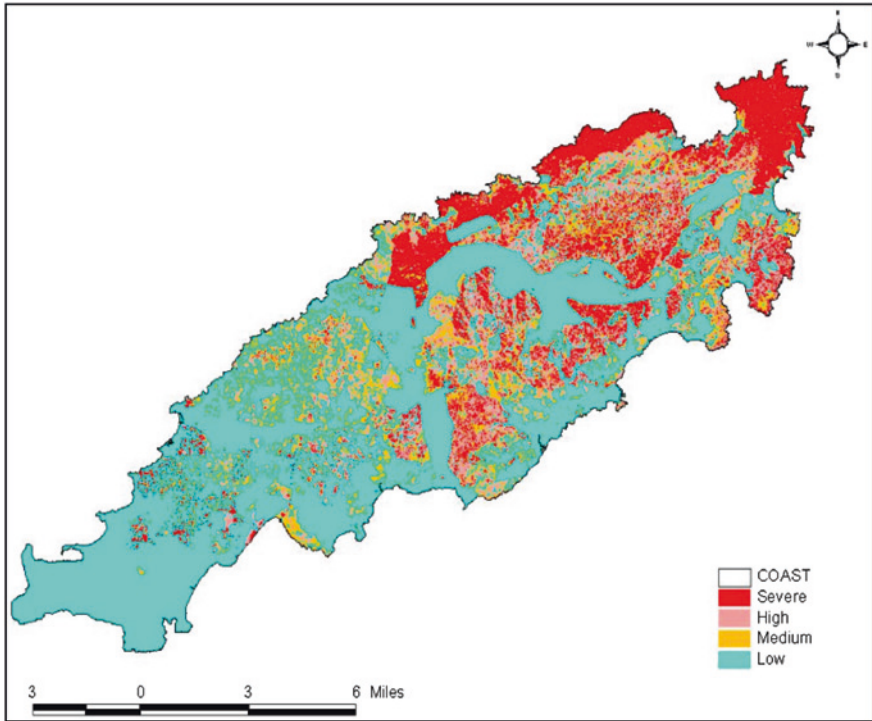 N
W E
S
COAST
Severe
High
Medium
Low
3 0 3 6 Miles